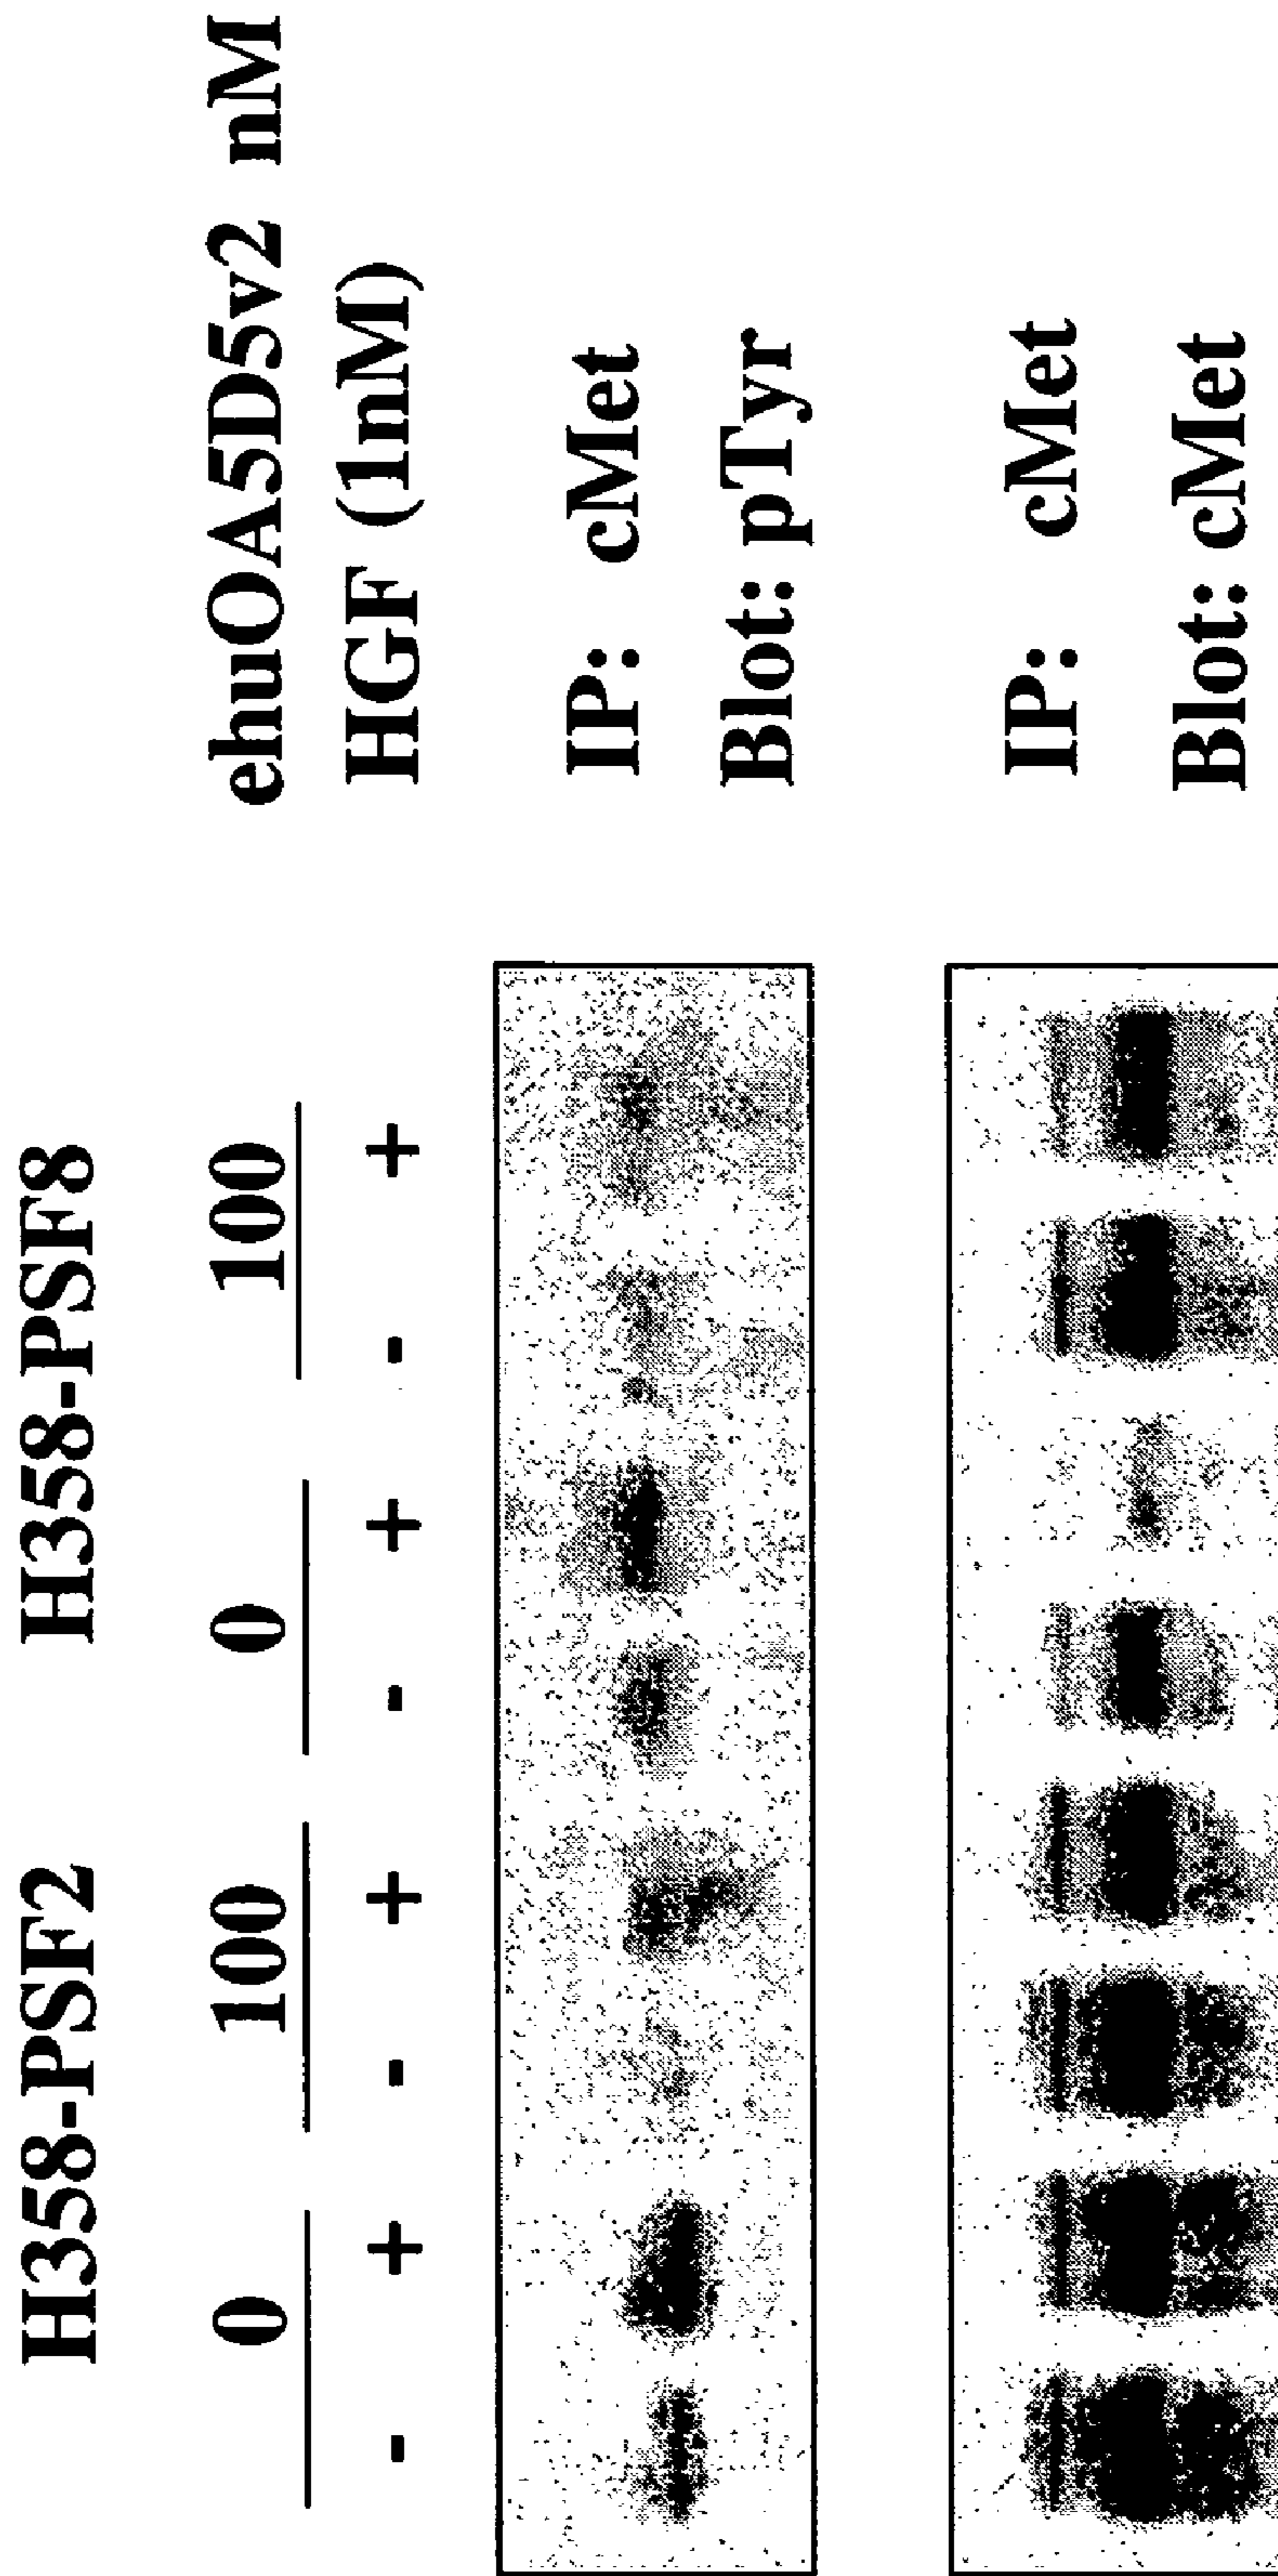 H358-PSF2 H358-PSF8
0 100 0 100 ehuOA5D5v2 nM
- + - + - + - + HGF (1nM)
IP: cMet
Blot: pTyr
IP: cMet
Blot: cMet